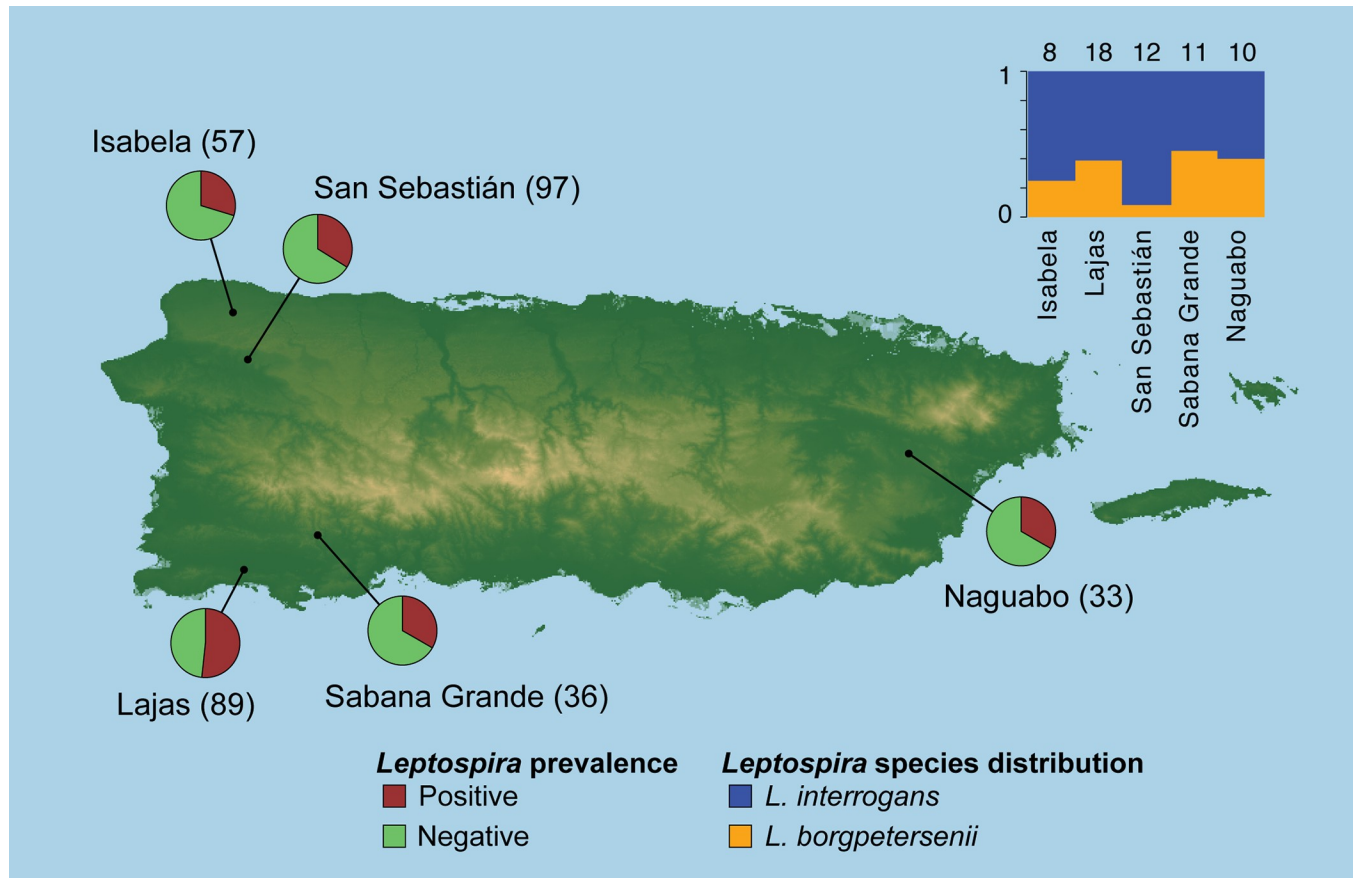 8 18 12 11 10
1
0
Isabela
Lajas
San Sebastián
Sabana Grande
Naguabo
Isabela (57)
San Sebastián (97)
Naguabo (33)
Sabana Grande (36)
Lajas (89)
Leptospira prevalence
Positive
Negative
Leptospira species distribution
L. interrogans
L. borgpetersenii